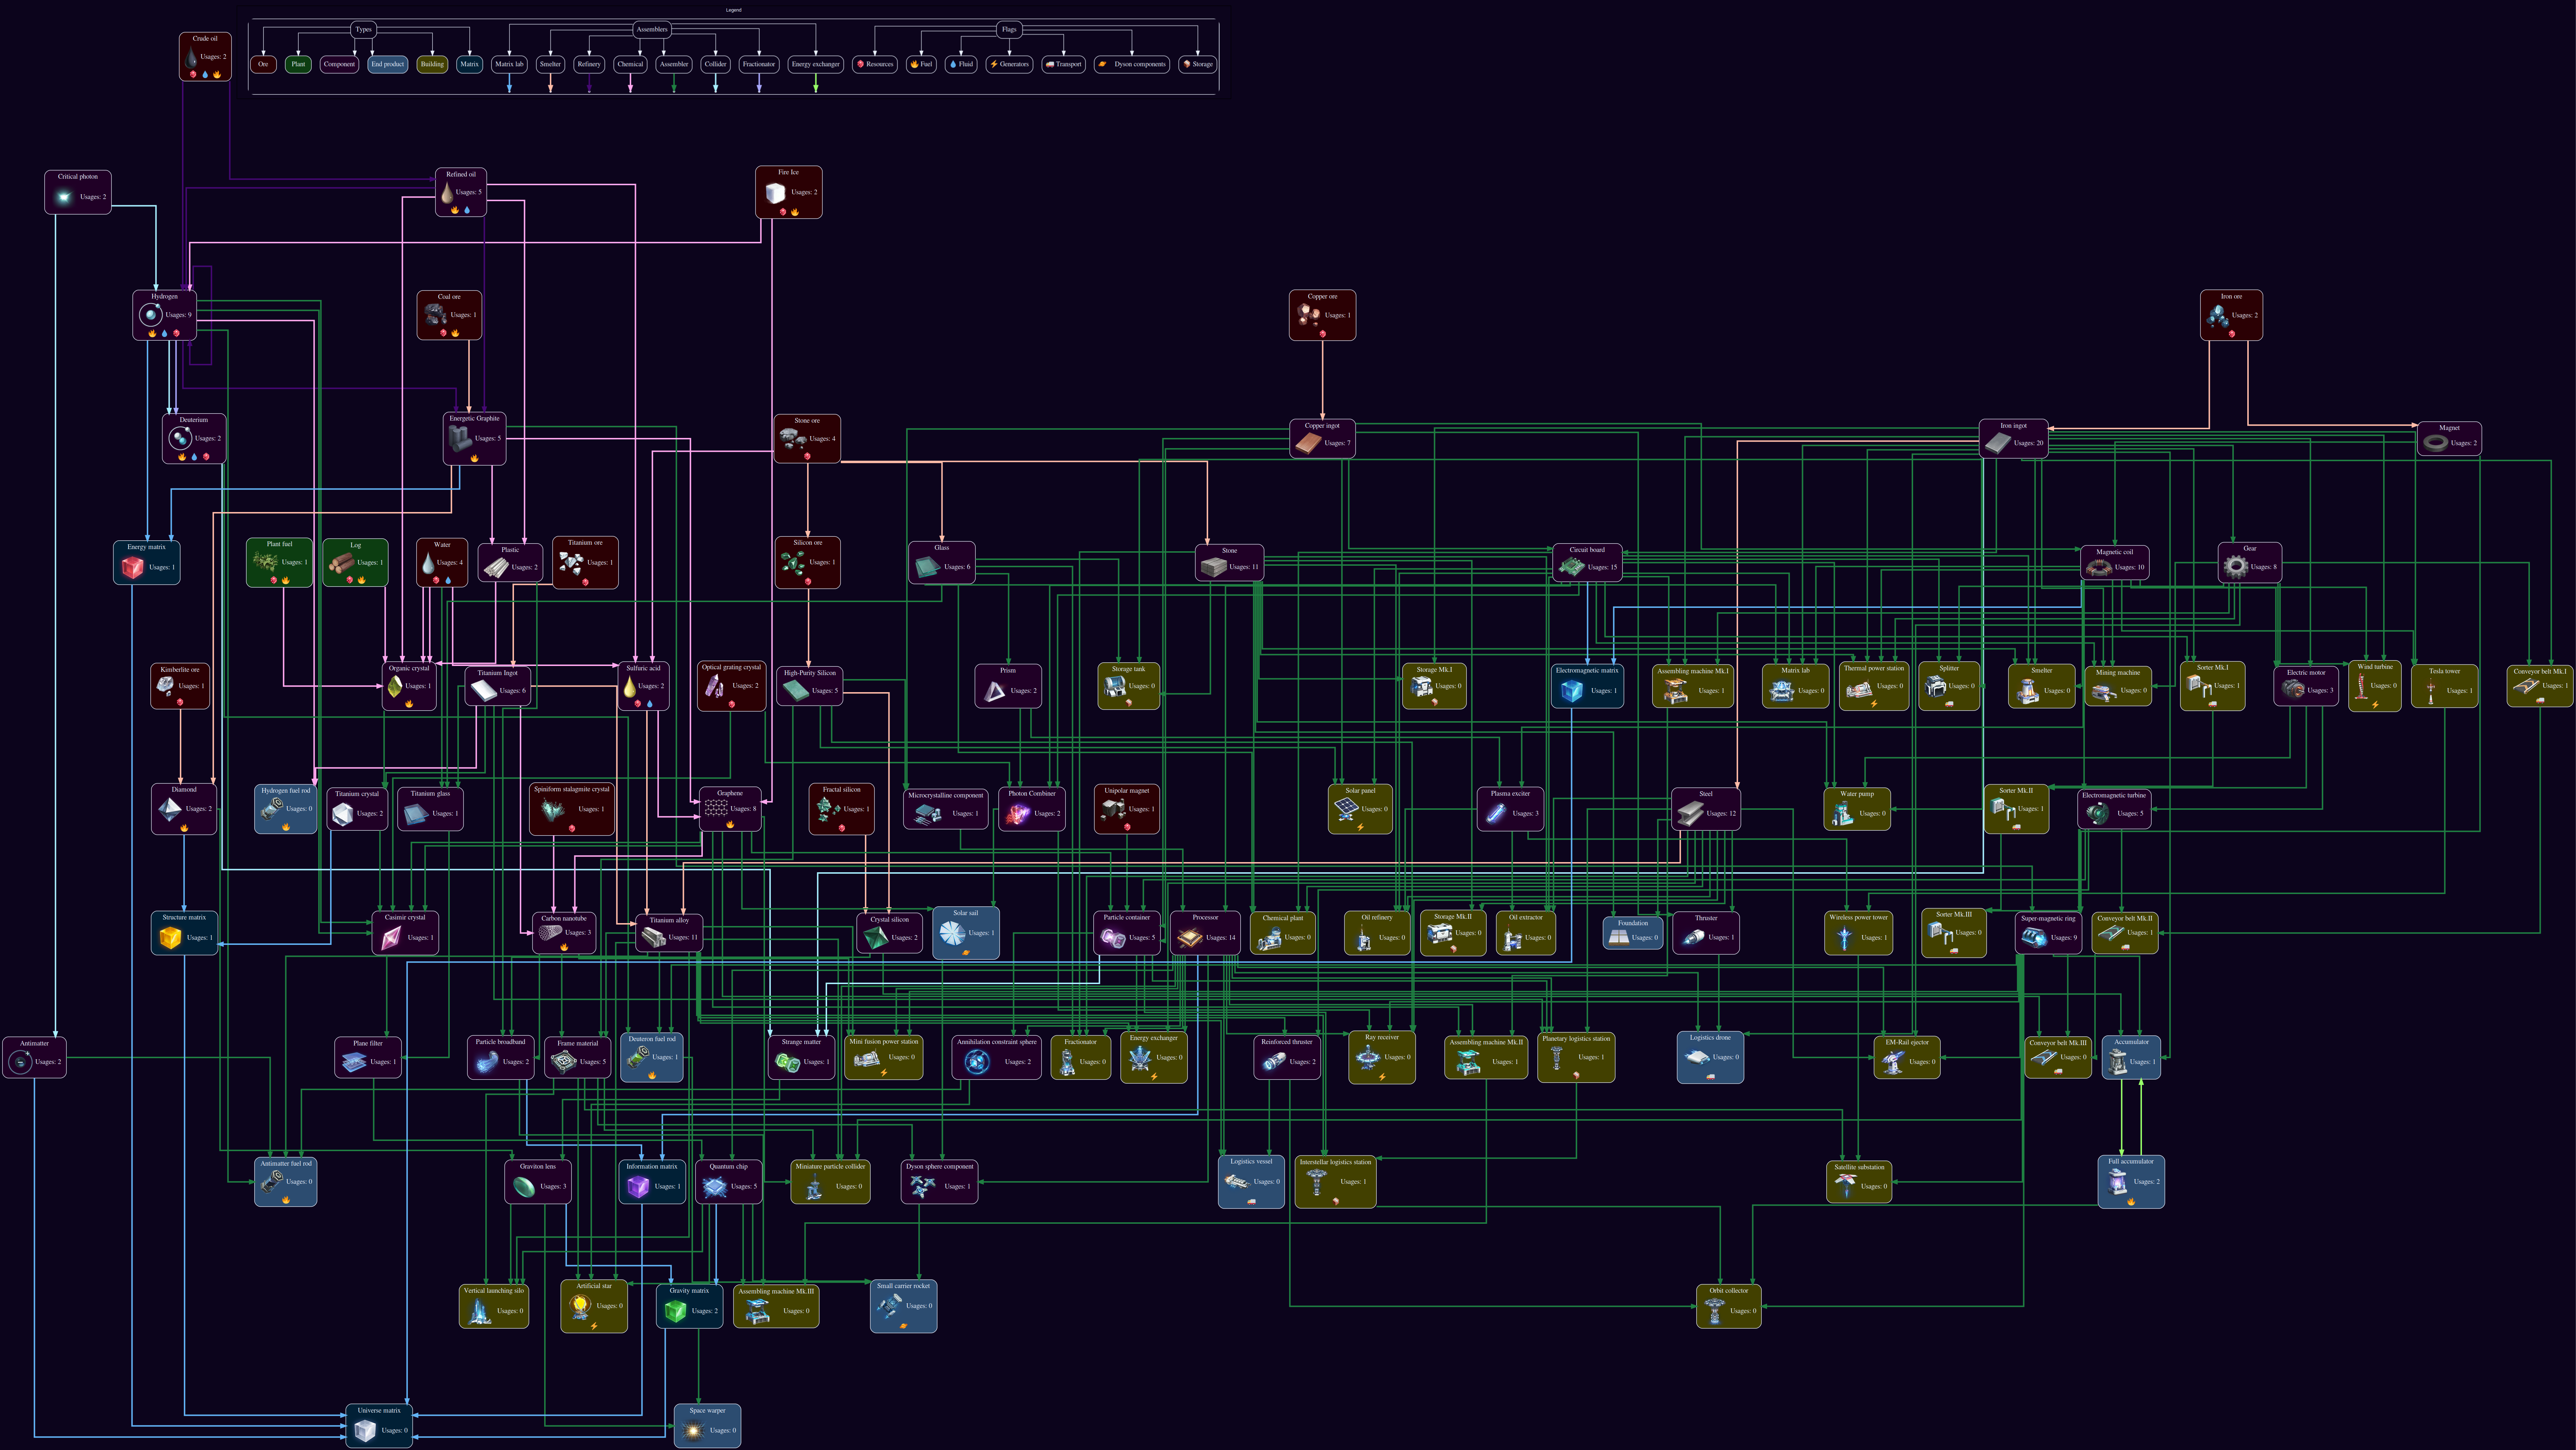 Legend
Types
Assemblers
Flags
Ore
Plant
Component
End product
Building
Matrix
Matrix lab
Smelter
Refinery
Chemical
Assembler
Collider
Fractionator
Energy exchanger
Resources
Fuel
Fluid
Generators
Transport
Dyson components
Storage
Crude oil
Usages: 2
Critical photon
Usages: 2
Refined oil
Usages: 5
Fire Ice
Usages: 2
Hydrogen
Usages: 9
Coal ore
Usages: 1
Copper ore
Usages: 1
Iron ore
Usages: 2
Deuterium
Usages: 2
Energetic Graphite
Usages: 5
Stone ore
Usages: 4
Copper ingot
Usages: 7
Iron ingot
Usages: 20
Magnet
Usages: 2
Energy matrix
Usages: 1
Plant fuel
Usages: 1
Log
Usages: 1
Water
Usages: 4
Plastic
Usages: 2
Titanium ore
Usages: 1
Silicon ore
Usages: 1
Glass
Usages: 6
Stone
Usages: 11
Circuit board
Usages: 15
Magnetic coil
Usages: 10
Gear
Usages: 8
Kimberlite ore
Usages: 1
Organic crystal
Usages: 1
Titanium Ingot
Usages: 6
Sulfuric acid
Usages: 2
Optical grating crystal
Usages: 2
High-Purity Silicon
Usages: 5
Prism
Usages: 2
Storage tank
Usages: 0
Storage Mk.I
Usages: 0
Electromagnetic matrix
Usages: 1
Assembling machine Mk.I
Usages: 1
Matrix lab
Usages: 0
Thermal power station
Usages: 0
Splitter
Usages: 0
Smelter
Usages: 0
Mining machine
Usages: 0
Sorter Mk.I
Usages: 1
Electric motor
Usages: 3
Wind turbine
Usages: 0
Tesla tower
Usages: 1
Conveyor belt Mk.I
Usages: 1
Diamond
Usages: 2
Hydrogen fuel rod
Usages: 0
Titanium crystal
Usages: 2
Titanium glass
Usages: 1
Spiniform stalagmite crystal
Usages: 1
Graphene
Usages: 8
Fractal silicon
Usages: 1
Microcrystalline component
Usages: 1
Photon Combiner
Usages: 2
Unipolar magnet
Usages: 1
Solar panel
Usages: 0
Plasma exciter
Usages: 3
Steel
Usages: 12
Water pump
Usages: 0
Sorter Mk.II
Usages: 1
Electromagnetic turbine
Usages: 5
Structure matrix
Usages: 1
Casimir crystal
Usages: 1
Carbon nanotube
Usages: 3
Titanium alloy
Usages: 11
Crystal silicon
Usages: 2
Solar sail
Usages: 1
Particle container
Usages: 5
Processor
Usages: 14
Chemical plant
Usages: 0
Oil refinery
Usages: 0
Storage Mk.II
Usages: 0
Oil extractor
Usages: 0
Foundation
Usages: 0
Thruster
Usages: 1
Wireless power tower
Usages: 1
Sorter Mk.III
Usages: 0
Super-magnetic ring
Usages: 9
Conveyor belt Mk.II
Usages: 1
Antimatter
Usages: 2
Plane filter
Usages: 1
Particle broadband
Usages: 2
Frame material
Usages: 5
Deuteron fuel rod
Usages: 1
Strange matter
Usages: 1
Mini fusion power station
Usages: 0
Annihilation constraint sphere
Usages: 2
Fractionator
Usages: 0
Energy exchanger
Usages: 0
Reinforced thruster
Usages: 2
Ray receiver
Usages: 0
Assembling machine Mk.II
Usages: 1
Planetary logistics station
Usages: 1
Logistics drone
Usages: 0
EM-Rail ejector
Usages: 0
Conveyor belt Mk.III
Usages: 0
Accumulator
Usages: 1
Antimatter fuel rod
Usages: 0
Graviton lens
Usages: 3
Information matrix
Usages: 1
Quantum chip
Usages: 5
Miniature particle collider
Usages: 0
Dyson sphere component
Usages: 1
Logistics vessel
Usages: 0
Interstellar logistics station
Usages: 1
Satellite substation
Usages: 0
Full accumulator
Usages: 2
Vertical launching silo
Usages: 0
Artificial star
Usages: 0
Gravity matrix
Usages: 2
Assembling machine Mk.III
Usages: 0
Small carrier rocket
Usages: 0
Orbit collector
Usages: 0
Universe matrix
Usages: 0
Space warper
Usages: 0